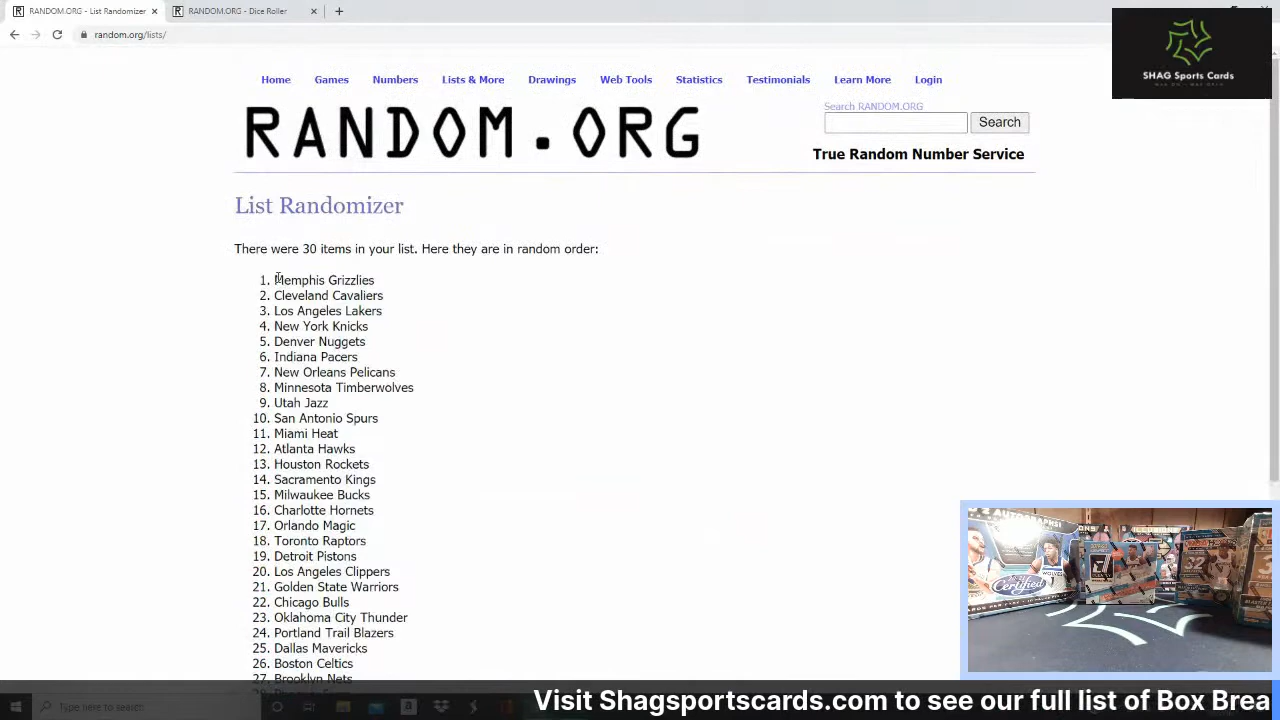 RANDOM.ORG - List Randomizer
RANDOM.ORG - Dice Roller
random.org/lists/
SHAG Sports Cards
Home Games Numbers Lists & More Drawings Web Tools Statistics Testimonials Learn More Login
Search RANDOM.ORG
RANDOM.ORG
Search
True Random Number Service
List Randomizer
There were 30 items in your list. Here they are in random order:
1. Memphis Grizzlies
2. Cleveland Cavaliers
3. Los Angeles Lakers
4. New York Knicks
5. Denver Nuggets
6. Indiana Pacers
7. New Orleans Pelicans
8. Minnesota Timberwolves
9. Utah Jazz
10. San Antonio Spurs
11. Miami Heat
12. Atlanta Hawks
13. Houston Rockets
14. Sacramento Kings
15. Milwaukee Bucks
16. Charlotte Hornets
17. Orlando Magic
18. Toronto Raptors
19. Detroit Pistons
20. Los Angeles Clippers
21. Golden State Warriors
22. Chicago Bulls
23. Oklahoma City Thunder
24. Portland Trail Blazers
25. Dallas Mavericks
26. Boston Celtics
27. Brooklyn Nets
AUTOGRAPHS!
Certified
32
Type here to search
Visit Shagsportscards.com to see our full list of Box Brea